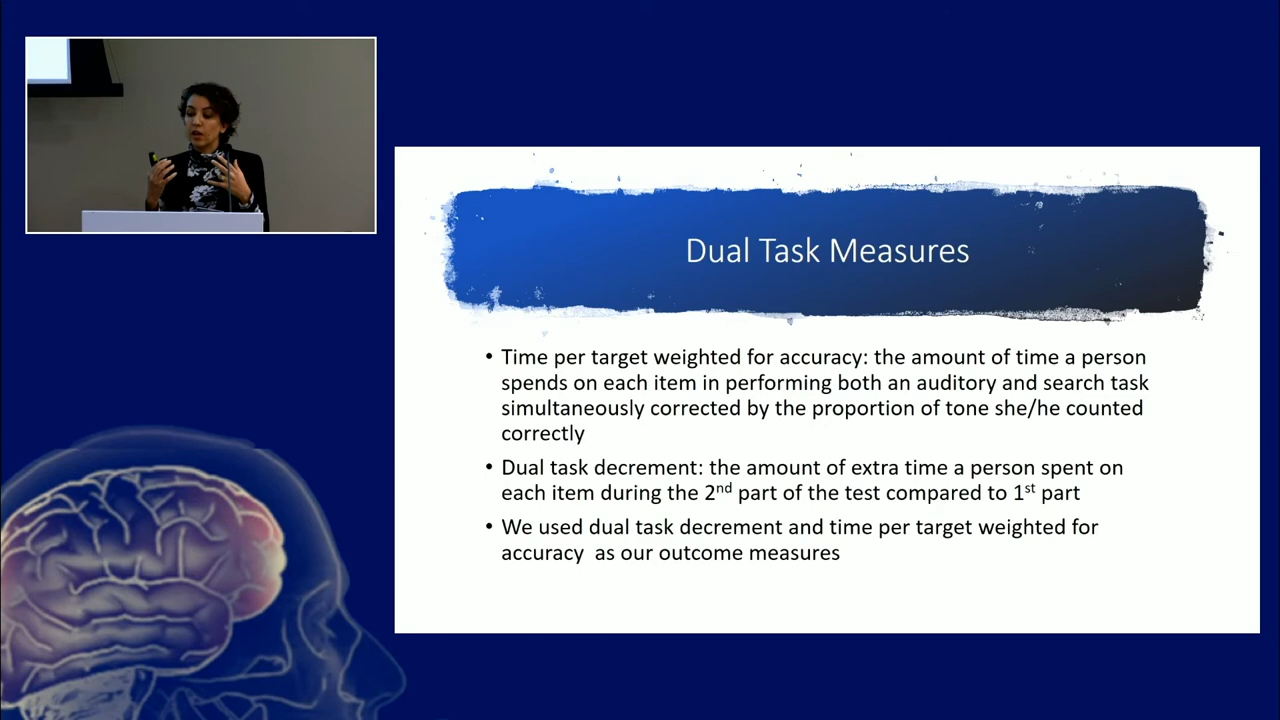 Dual Task Measures
• Time per target weighted for accuracy: the amount of time a person
spends on each item in performing both an auditory and search task
simultaneously corrected by the proportion of tone she/he counted
correctly
• Dual task decrement: the amount of extra time a person spent on
each item during the 2nd part of the test compared to 1st part
• We used dual task decrement and time per target weighted for
accuracy as our outcome measures